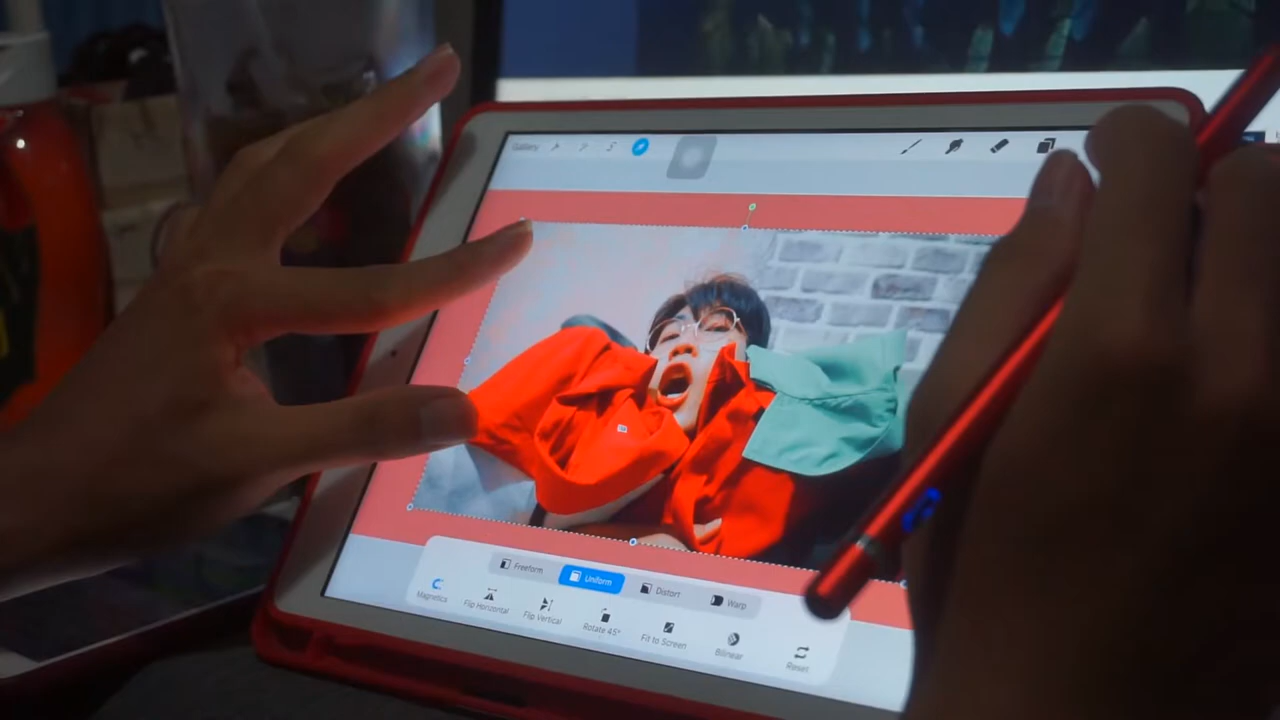 Gallery
Freeform Uniform Distort Warp
Magnetics Flip Horizontal Flip Vertical Rotate 45° Fit to Screen Bilinear Reset